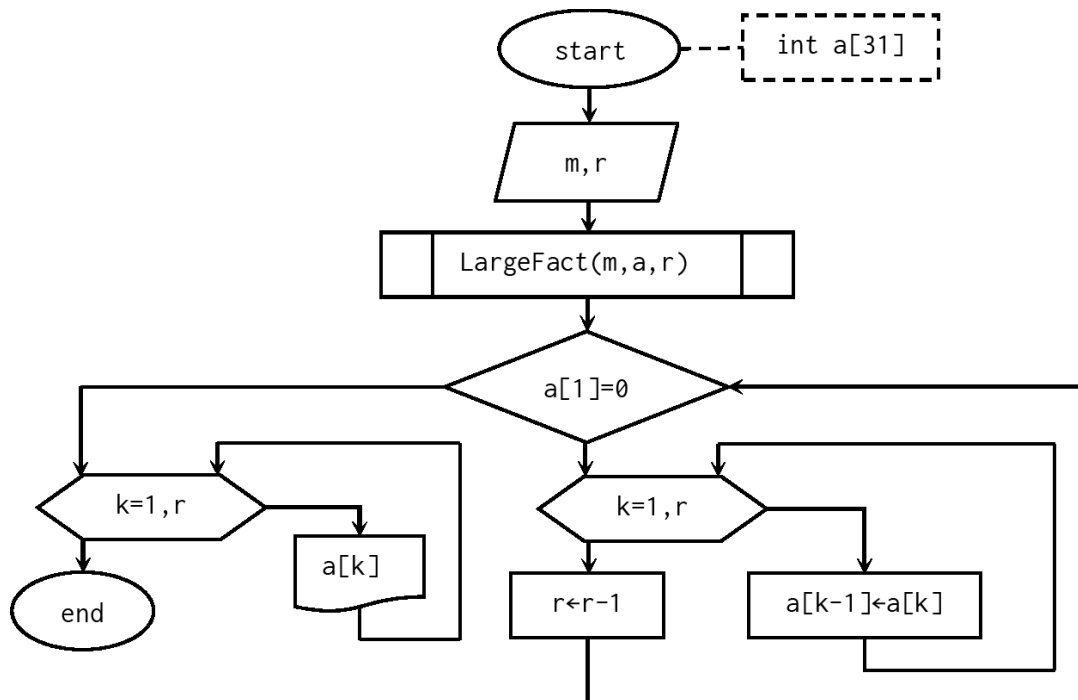 start
int a[31]
m,r
LargeFact(m,a,r)
a[1]=0
k=1,r
a[k]
end
k=1,r
r←r-1
a[k-1]←a[k]